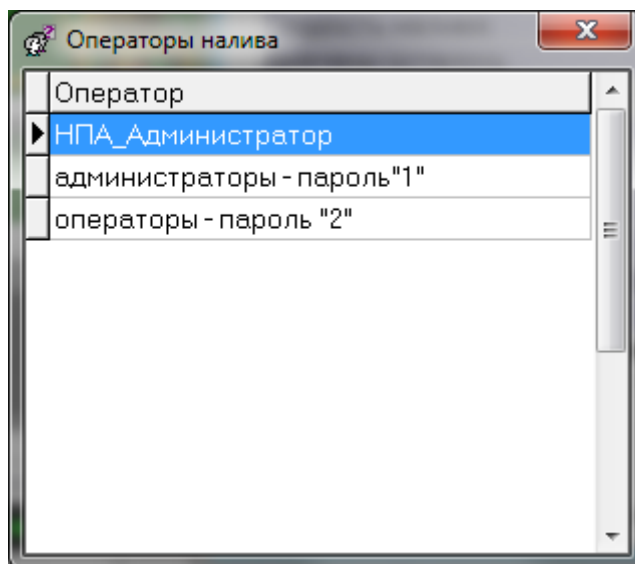 Операторы налива
Оператор
НПА_Администратор
администраторы - пароль"1"
операторы - пароль "2"